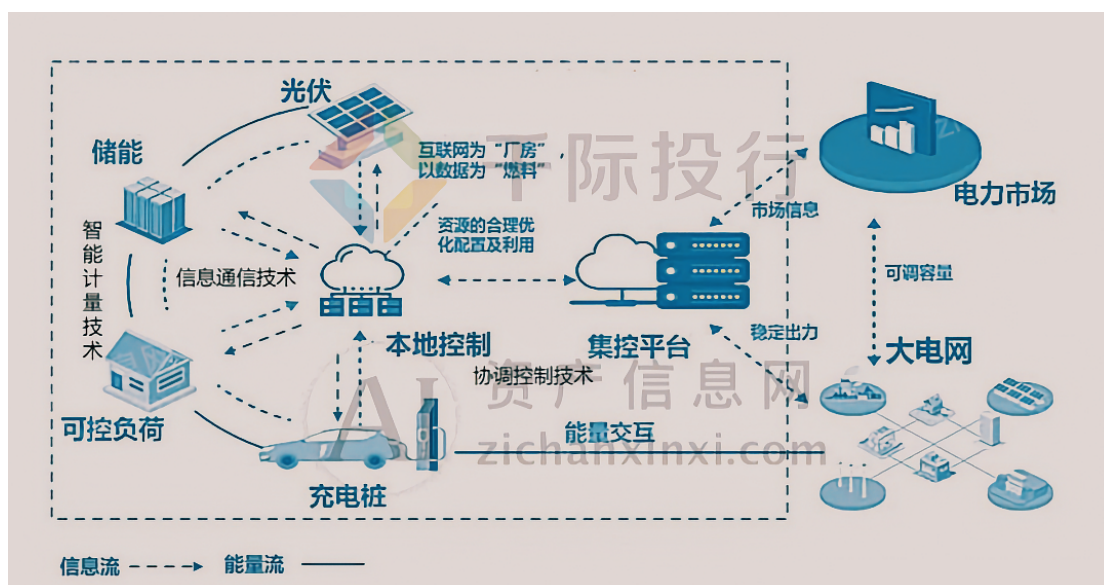 光伏
储能
千际投行
互联网为“厂房”，
以数据为“燃料”
电力市场
市场信息
资源的合理优
化配置及利用
智能计量技术
信息通信技术
可调容量
本地控制
集控平台
稳定出力
大电网
协调控制技术
资产信息网
可控负荷
能量交互
zichanxinxi.com
充电桩
信息流
能量流